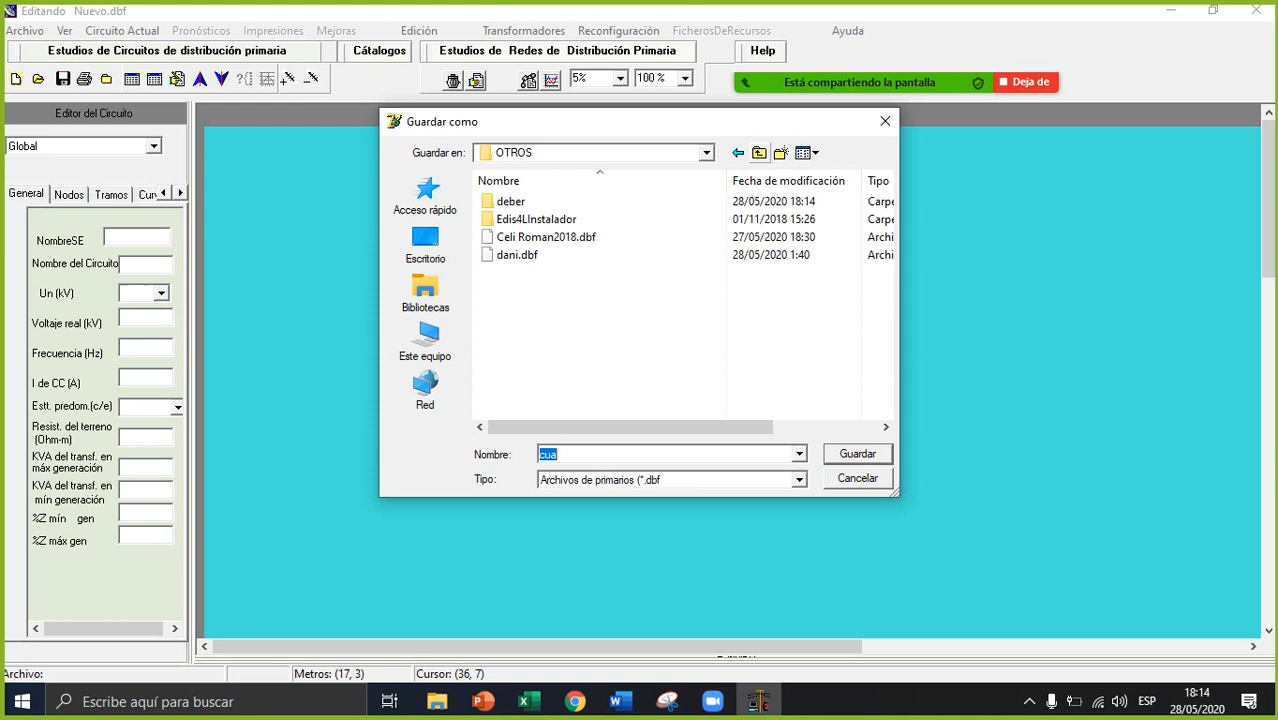 Editando Nuevo.dbf
Archivo Ver Circuito Actual Pronósticos Impresiones Mejoras Edición Transformadores Reconfiguración FicherosDeRecursos Ayuda
Estudios de Circuitos de distribución primaria Cátalogos Estudios de Redes de Distribución Primaria Help
5% 100 % Está compartiendo la pantalla Deja de
Editor del Circuito
Global
General Nodos Tramos Cur
NombreSE
Nombre del Circuito
Un (kV)
Voltaje real (kV)
Frecuencia (Hz)
I de CC (A)
Estt. predom.(c/e)
Resist. del terreno
(Ohm-m)
KVA del transf. en
máx generación
KVA del transf. en
mín generación
%Z mín gen
%Z máx gen
Guardar como
Guardar en: OTROS
Nombre Fecha de modificación Tipo
deber 28/05/2020 18:14 Carpe
Edis4LInstalador 01/11/2018 15:26 Carpe
Celi Roman2018.dbf 27/05/2020 18:30 Archi
dani.dbf 28/05/2020 1:40 Archi
Acceso rápido
Escritorio
Bibliotecas
Este equipo
Red
Nombre: cua Guardar
Tipo: Archivos de primarios (*.dbf Cancelar
Archivo: Metros: (17, 3) Cursor: (36, 7)
Escribe aquí para buscar
ESP
18:14
28/05/2020